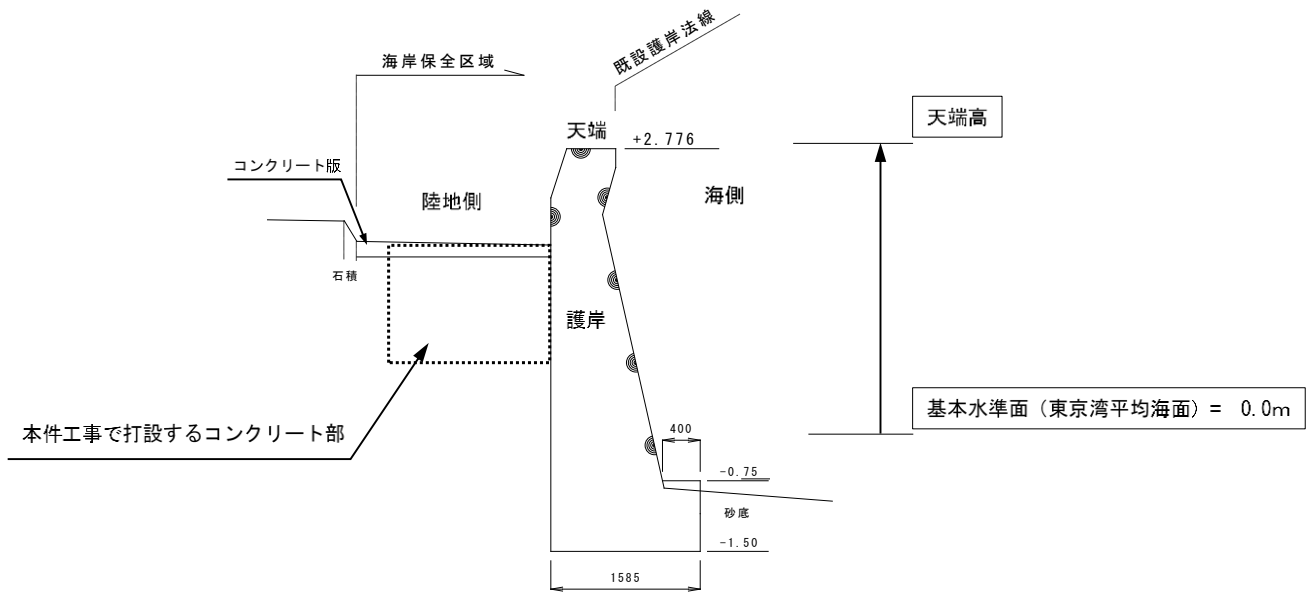 海岸保全区域
既設護岸法線
天端高
天端
+2.776
コンクリート版
陸地側
海側
石積
護岸
基本水準面（東京湾平均海面）= 0.0m
本件工事で打設するコンクリート部
400
-0.75
砂底
-1.50
1585